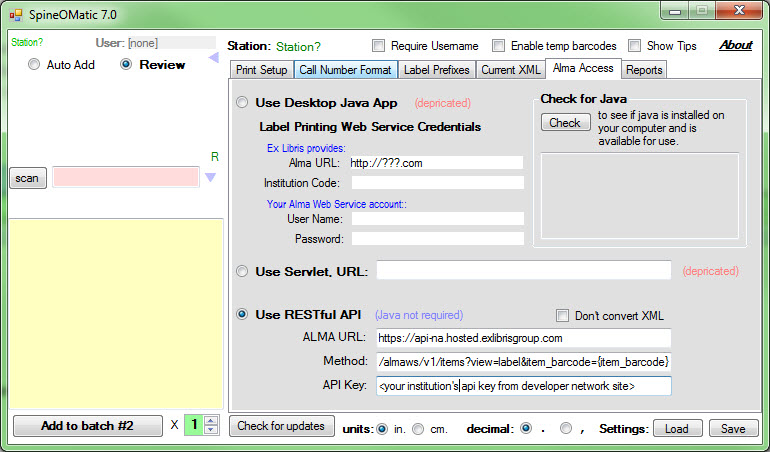 SpineOMatic 7.0
Station?
User: [none]
Auto Add
Review
R
scan
Add to batch #2
X 1
Station: Station?
Require Username
Enable temp barcodes
Show Tips
About
Print Setup
Call Number Format
Label Prefixes
Current XML
Alma Access
Reports
Use Desktop Java App (depricated)
Label Printing Web Service Credentials
Ex Libris provides:
Alma URL: http://???.com
Institution Code:
Your Alma Web Service account::
User Name:
Password:
Check for Java
Check
to see if java is installed on
your computer and is
available for use.
Use Servlet, URL:
(depricated)
Use RESTful API (Java not required)
Don't convert XML
ALMA URL: https://api-na.hosted.exlibrisgroup.com
Method: /almaws/v1/items?view=label&item_barcode={item_barcode}
API Key: <your institution's api key from developer network site>
Check for updates
units: in. cm.
decimal: . ,
Settings: Load Save